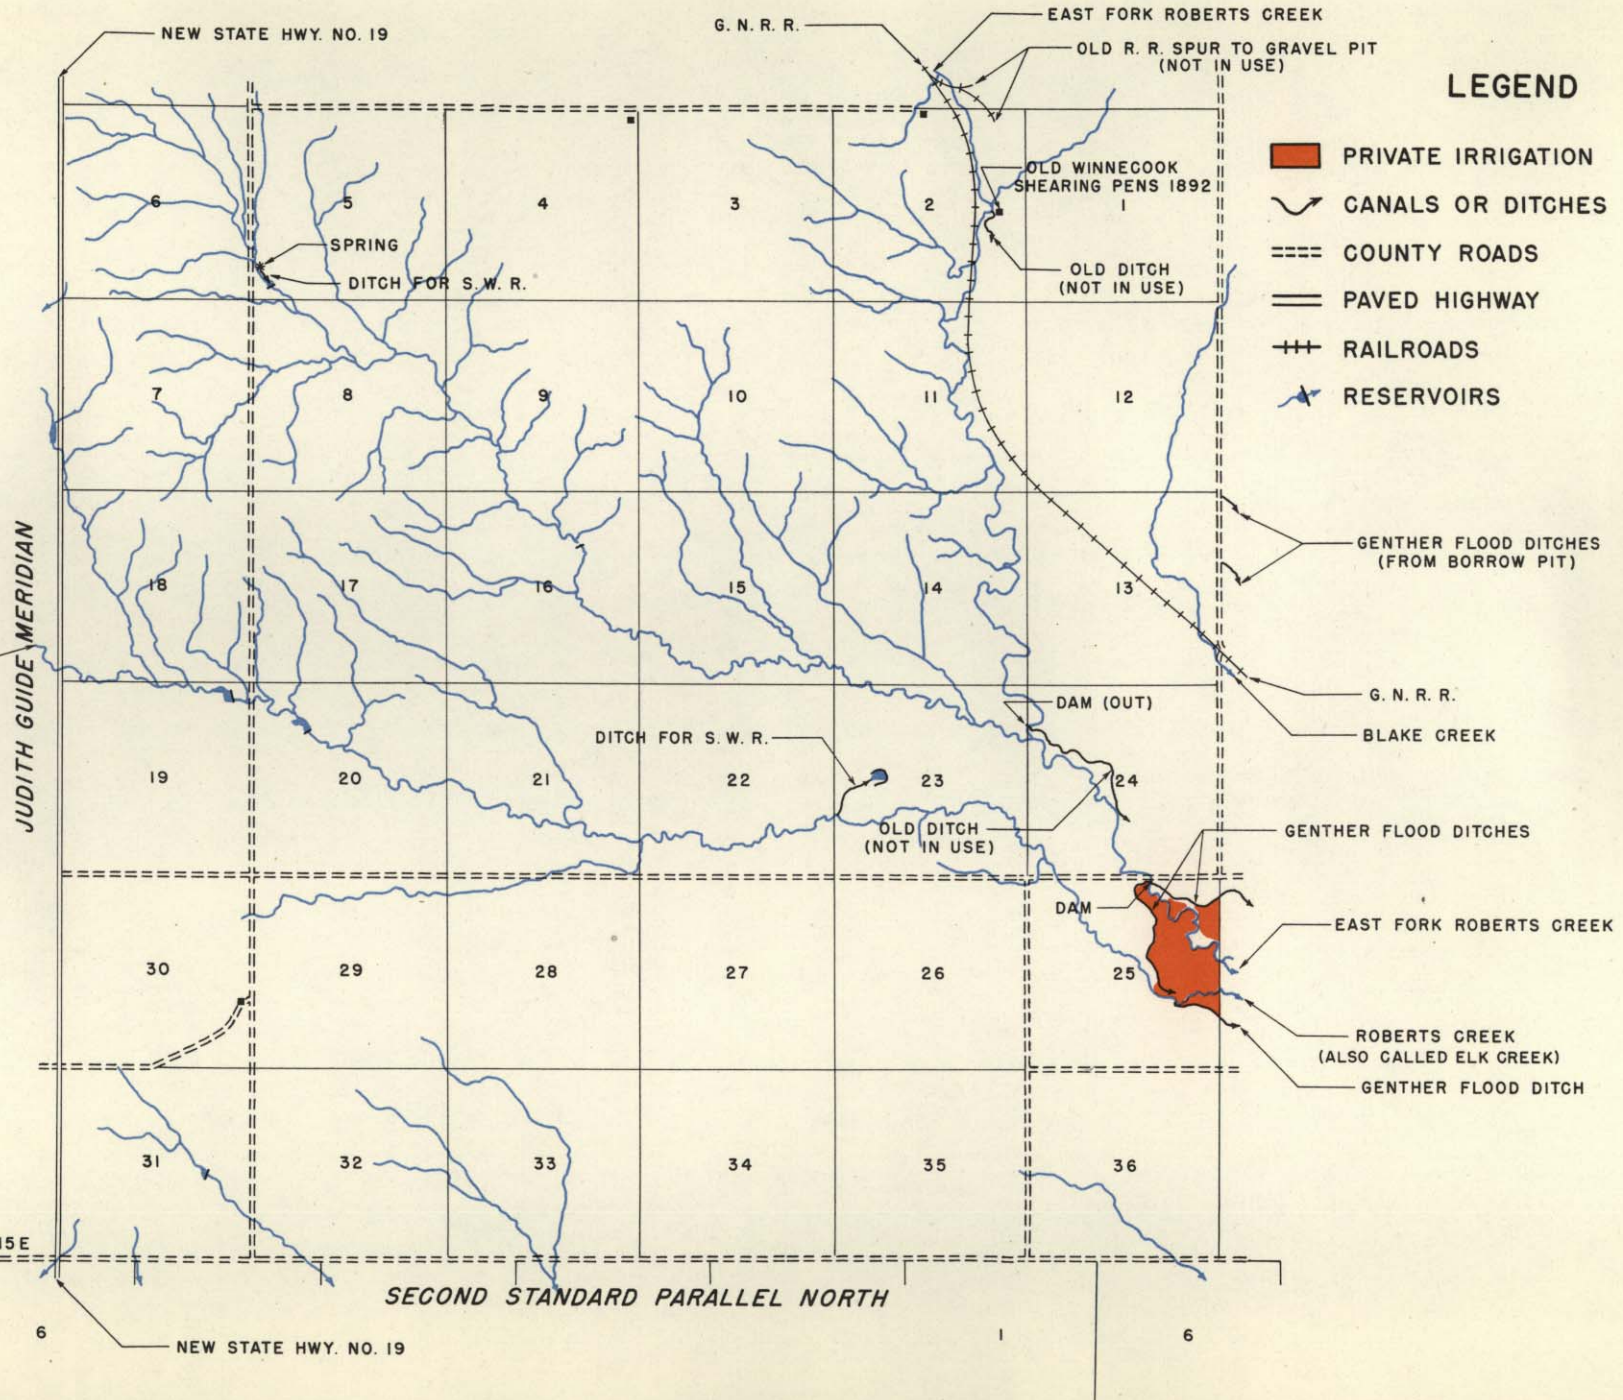 NEW STATE HWY. NO. 19
G. N. R. R.
EAST FORK ROBERTS CREEK
OLD R. R. SPUR TO GRAVEL PIT
(NOT IN USE)
LEGEND
PRIVATE IRRIGATION
CANALS OR DITCHES
COUNTY ROADS
PAVED HIGHWAY
RAILROADS
RESERVOIRS
OLD WINNECOOK
SHEARING PENS 1892
6
5
4
3
2
1
SPRING
DITCH FOR S. W. R.
OLD DITCH
(NOT IN USE)
7
8
9
10
11
12
JUDITH GUIDE MERIDIAN
GENTHER FLOOD DITCHES
(FROM BORROW PIT)
18
17
16
15
14
13
G. N. R. R.
DAM (OUT)
BLAKE CREEK
DITCH FOR S. W. R.
19
20
21
22
23
24
OLD DITCH
(NOT IN USE)
GENTHER FLOOD DITCHES
DAM
EAST FORK ROBERTS CREEK
30
29
28
27
26
25
ROBERTS CREEK
(ALSO CALLED ELK CREEK)
GENTHER FLOOD DITCH
31
32
33
34
35
36
15 E
SECOND STANDARD PARALLEL NORTH
6
1
6
NEW STATE HWY. NO. 19